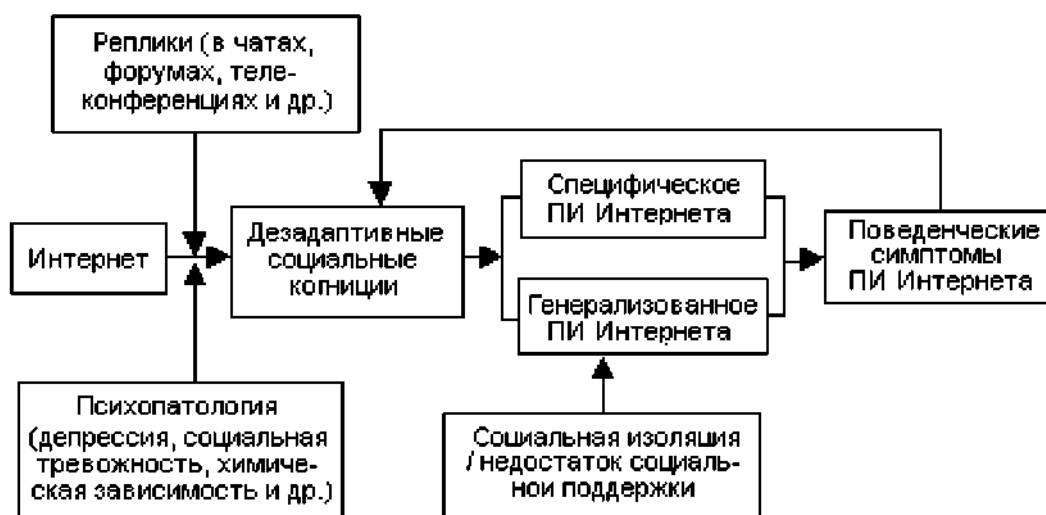 Реплики (в чатах,
форумах, теле-
конференциях и др.)
Специфическое
ПИ Интернета
Интернет
Дезадаптивные
социальные
когниции
Поведенческие
симптомы
ПИ Интернета
Генерализованное
ПИ Интернета
Психопатология
(депрессия, социальная
тревожность, химиче-
ская зависимость и др.)
Социальная изоляция
/ недостаток социаль-
нои поддержки